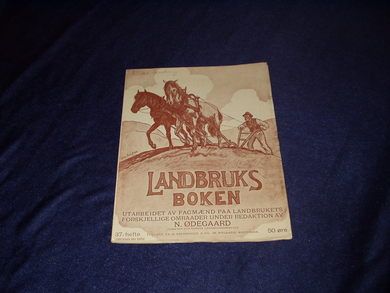 LANDBRUKS
BOKEN
UTARBEIDET AV FAGMÆND PAA LANDBRUKETS
FORSKJELLIGE OMRAADER UNDER REDAKTION AV
N. ØDEGAARD
37. hefte
50 øre